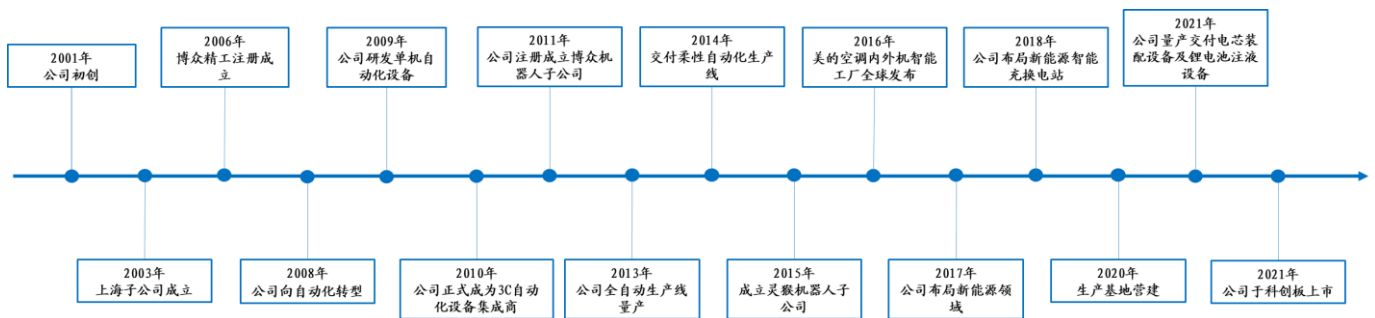 2001年
公司初创
2006年
博众精工注册成
立
2009年
公司研发单机自
动化设备
2011年
公司注册成立博众机
器人子公司
2014年
交付柔性自动化生产
线
2016年
美的空调内外机智能
工厂全球发布
2018年
公司布局新能源智能
充换电站
2021年
公司量产交付电芯装
配设备及锂电池注液
设备
2003年
上海子公司成立
2008年
公司向自动化转型
2010年
公司正式成为3C自动
化设备集成商
2013年
公司全自动生产线
量产
2015年
成立灵猴机器人子
公司
2017年
公司布局新能源领
域
2020年
生产基地营建
2021年
公司于科创板上市